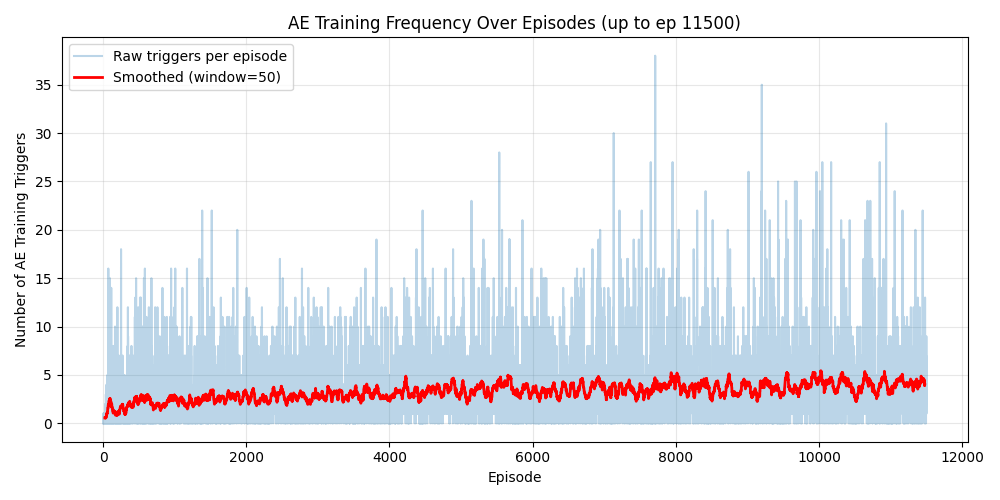 AE Training Frequency Over Episodes (up to ep 11500)
Raw triggers per episode
Smoothed (window=50)
Number of AE Training Triggers
35
30
25
20
15
10
5
0
0 2000 4000 6000 8000 10000 12000
Episode